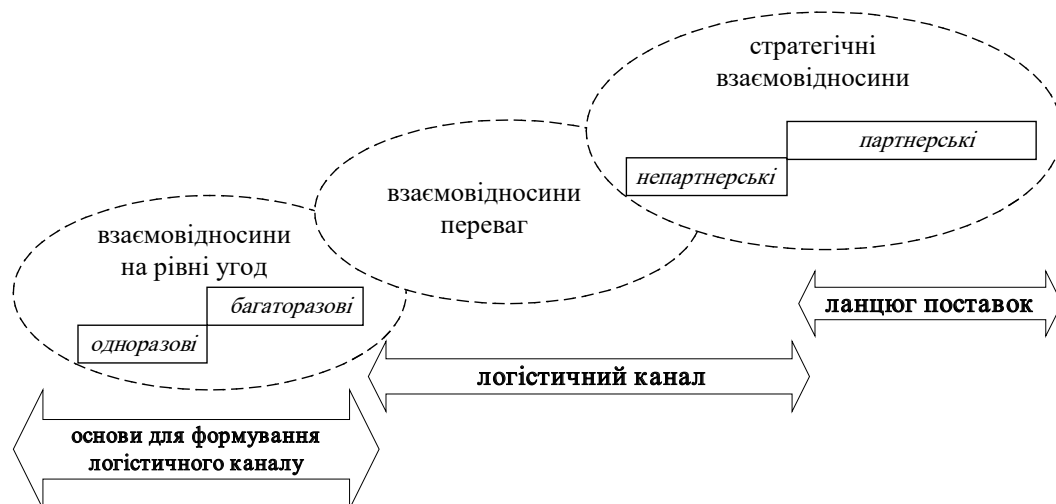 стратегічні
взаємовідносини
партнерські
непартнерські
взаємовідносини
переваг
взаємовідносини
на рівні угод
багаторазові
одноразові
ланцюг поставок
логістичний канал
основи для формування
логістичного каналу